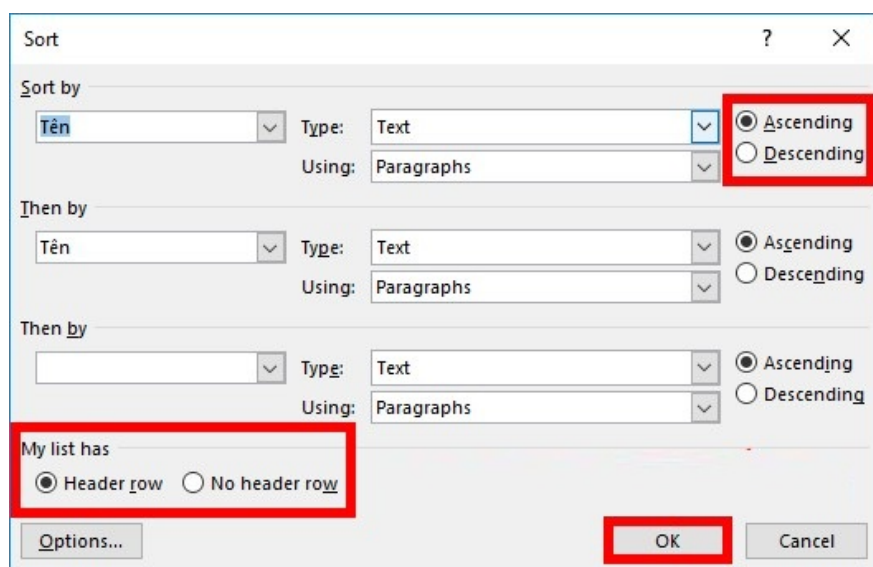 Sort ?
Sort by
Tên Type: Text Ascending
Using: Paragraphs Descending
Then by
Tên Type: Text Ascending
Using: Paragraphs Descending
Then by
Type: Text Ascending
Using: Paragraphs Descending
My list has
Header row No header row
Options... OK Cancel